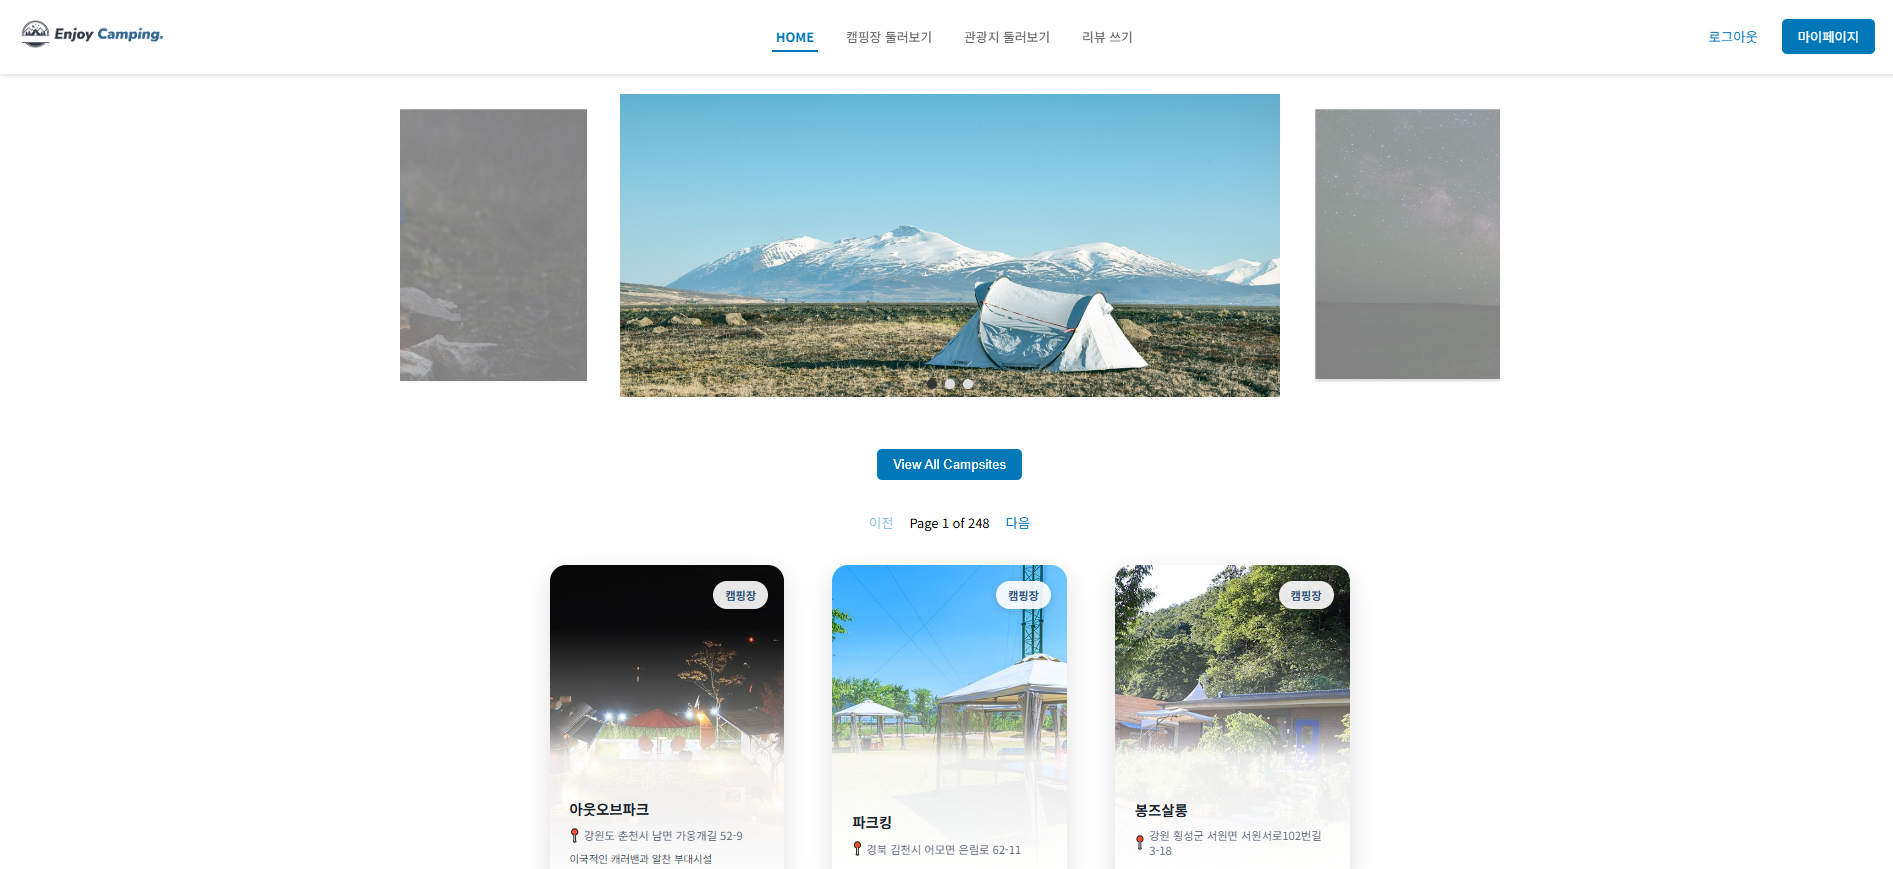 Enjoy Camping.
HOME
캠핑장 둘러보기
관광지 둘러보기
리뷰 쓰기
로그아웃
마이페이지
View All Campsites
이전
Page 1 of 248
다음
캠핑장
캠핑장
캠핑장
아웃오브파크
강원도 춘천시 남면 가옹개길 52-9
이국적인 캐러밴과 알찬 부대시설
파크킹
경북 김천시 어모면 은림로 62-11
봉즈살롱
강원 횡성군 서원면 서원서로102번길
3-18